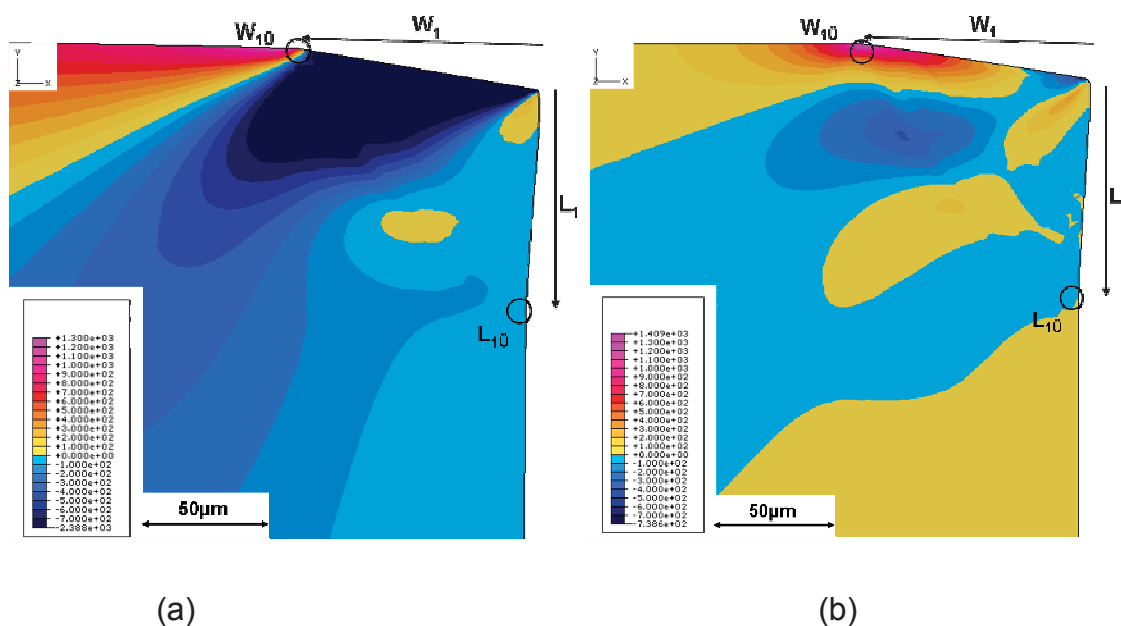 W1Ü
W1
Y
Z
X
L1
L1Ü
+1.300e+03
+1.200e+03
+1.100e+03
+1.000e+03
+9.000e+02
+8.000e+02
+7.000e+02
+6.000e+02
+5.000e+02
+4.000e+02
+3.000e+02
+2.000e+02
+1.000e+02
+0.000e+00
-1.000e+02
-2.000e+02
-3.000e+02
-4.000e+02
-5.000e+02
-6.000e+02
-7.000e+02
-2.388e+03
50µm
(a)
W1Ü
W1
Y
Z
X
L
L1Ü
+1.409e+03
+1.300e+03
+1.200e+03
+1.100e+03
+9.000e+02
+8.000e+02
+7.000e+02
+6.000e+02
+5.000e+02
+4.000e+02
+3.000e+02
+2.000e+02
+1.000e+02
+0.000e+00
-1.000e+02
-2.000e+02
-3.000e+02
-4.000e+02
-5.000e+02
-6.000e+02
-7.000e+02
-7.386e+02
50µm
(b)